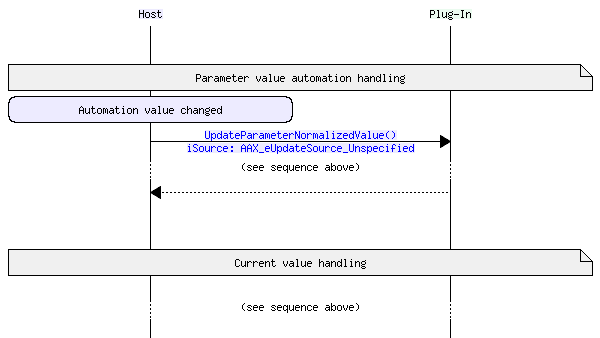 Host Plug-In
Parameter value automation handling
Automation value changed
UpdateParameterNormalizedValue()
iSource: AAX_eUpdateSource_Unspecified
(see sequence above)
Current value handling
(see sequence above)